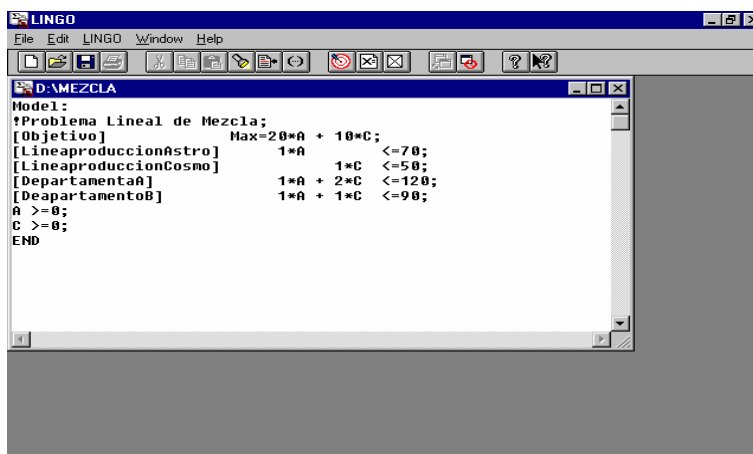 LINGO
File Edit LINGO Window Help
D:\MEZCLA
Model:
!Problema Lineal de Mezcla;
[Objetivo] Max=20*A + 10*C;
[LineaproduccionAstro] 1*A <=70;
[LineaproduccionCosmo] 1*C <=50;
[DepartamentaA] 1*A + 2*C <=120;
[DeapartamentoB] 1*A + 1*C <=90;
A >=0;
C >=0;
END